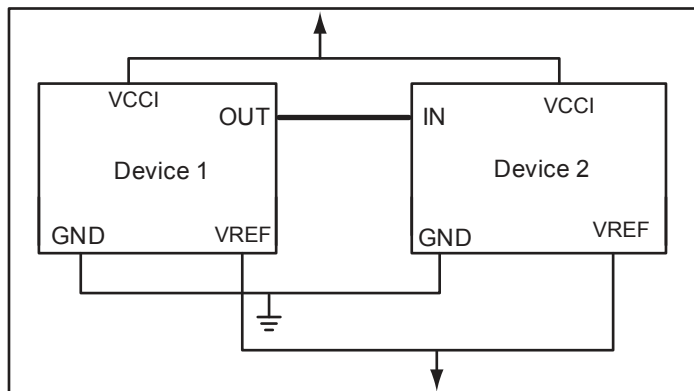 VCCI
VCCI
OUT
IN
Device 1
Device 2
GND
VREF
GND
VREF